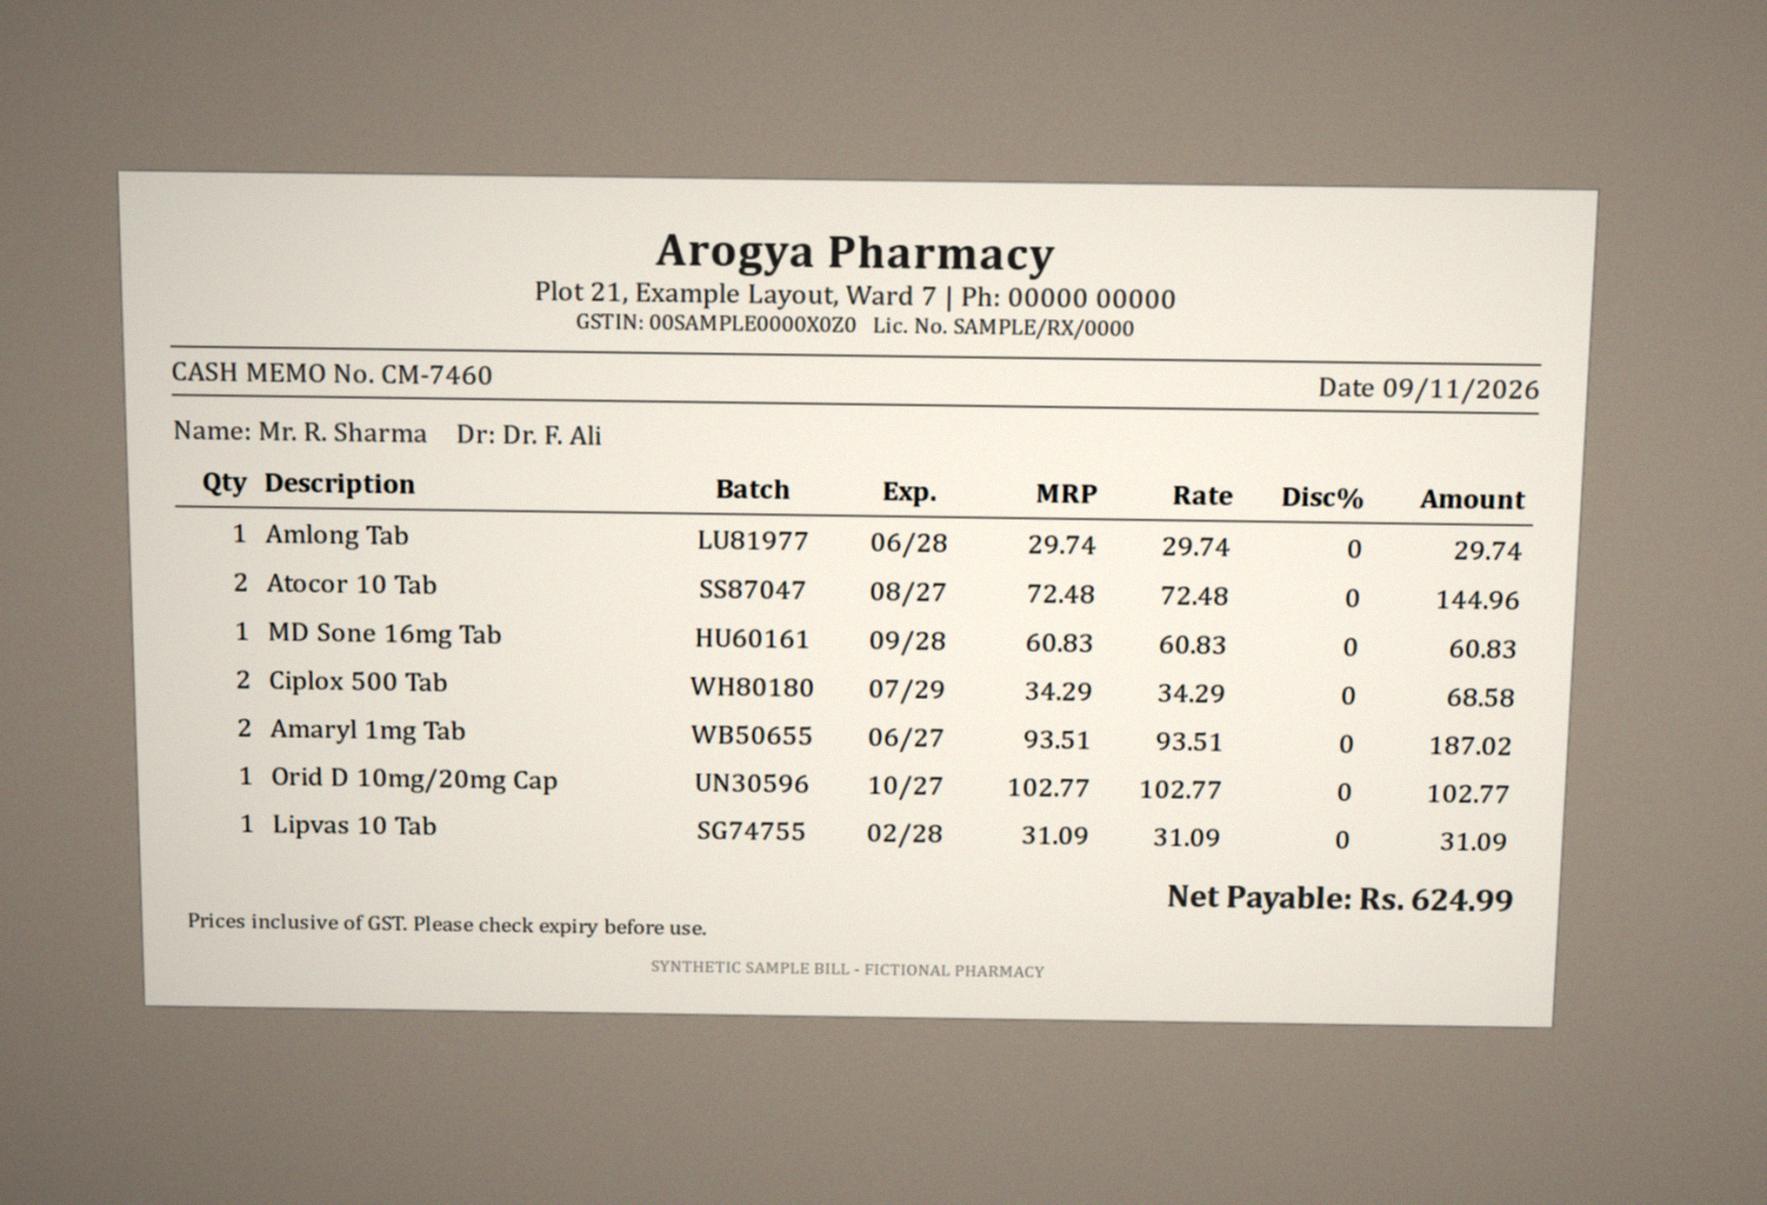 Arogya Pharmacy
Plot 21, Example Layout, Ward 7 | Ph: 00000 00000
GSTIN: 00SAMPLE0000X0Z0 Lic. No. SAMPLE/RX/0000
CASH MEMO No. CM-7460 Date 09/11/2026
Name: Mr. R. Sharma Dr: Dr. F. Ali
Qty Description Batch Exp. MRP Rate Disc% Amount
1 Amlong Tab LU81977 06/28 29.74 29.74 0 29.74
2 Atocor 10 Tab SS87047 08/27 72.48 72.48 0 144.96
1 MD Sone 16mg Tab HU60161 09/28 60.83 60.83 0 60.83
2 Ciplox 500 Tab WH80180 07/29 34.29 34.29 0 68.58
2 Amaryl 1mg Tab WB50655 06/27 93.51 93.51 0 187.02
1 Orid D 10mg/20mg Cap UN30596 10/27 102.77 102.77 0 102.77
1 Lipvas 10 Tab SG74755 02/28 31.09 31.09 0 31.09
Net Payable: Rs. 624.99
Prices inclusive of GST. Please check expiry before use.
SYNTHETIC SAMPLE BILL - FICTIONAL PHARMACY